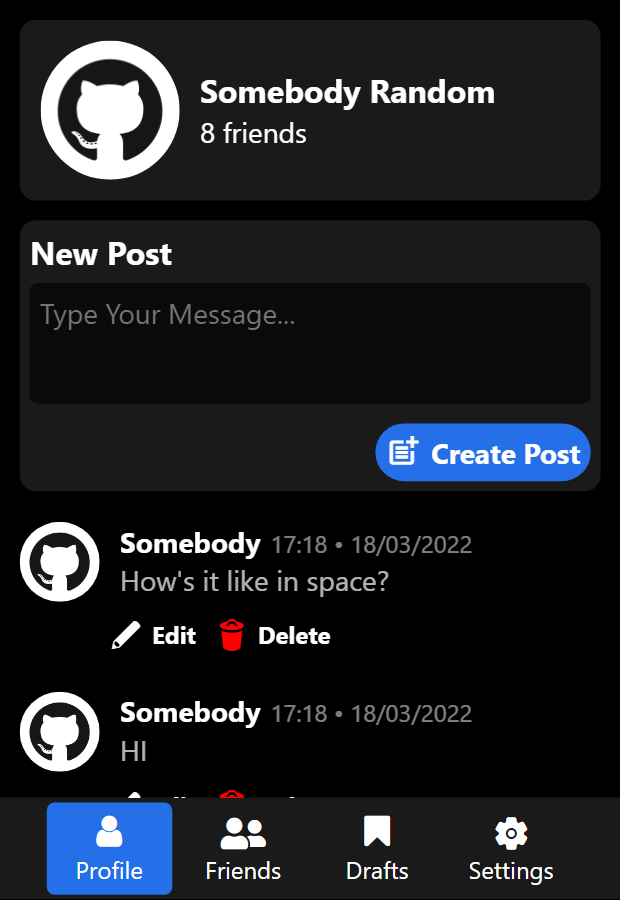 Somebody Random
8 friends
New Post
Type Your Message...
Create Post
Somebody 17:18 • 18/03/2022
How's it like in space?
Edit Delete
Somebody 17:18 • 18/03/2022
HI
Profile Friends Drafts Settings